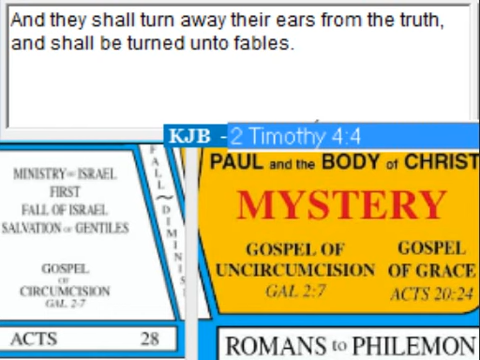 And they shall turn away their ears from the truth,
and shall be turned unto fables.
KJB - 2 Timothy 4:4
MINISTRY OF ISRAEL
FIRST
FALL OF ISRAEL
SALVATION OF GENTILES
GOSPEL
OF
CIRCUMCISION
GAL 2-7
FALL ~ DIMINIS
ACTS 28
PAUL and the BODY of CHRIST
MYSTERY
GOSPEL OF
UNCIRCUMCISION
GAL 2:7
GOSPEL
OF GRACE
ACTS 20:24
ROMANS to PHILEMON